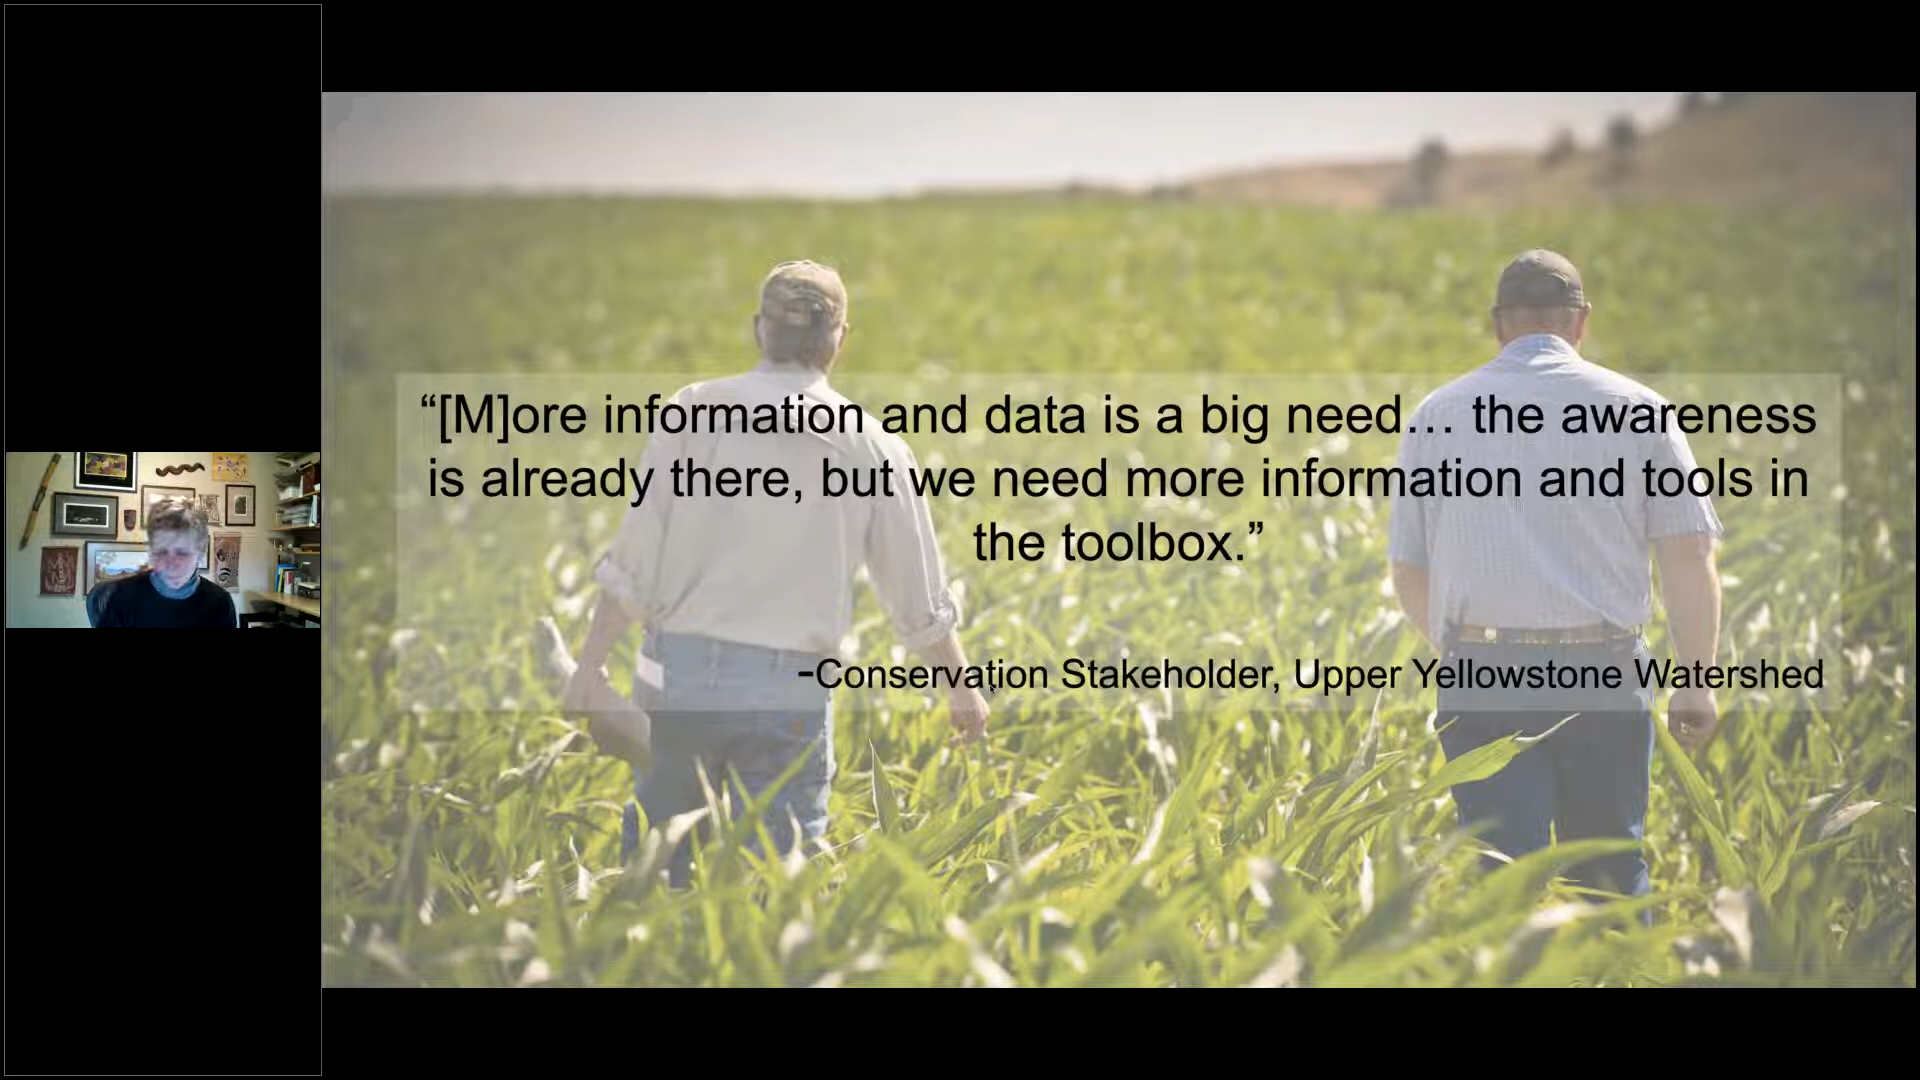 “[M]ore information and data is a big need… the awareness
is already there, but we need more information and tools in
the toolbox.”
-Conservation Stakeholder, Upper Yellowstone Watershed